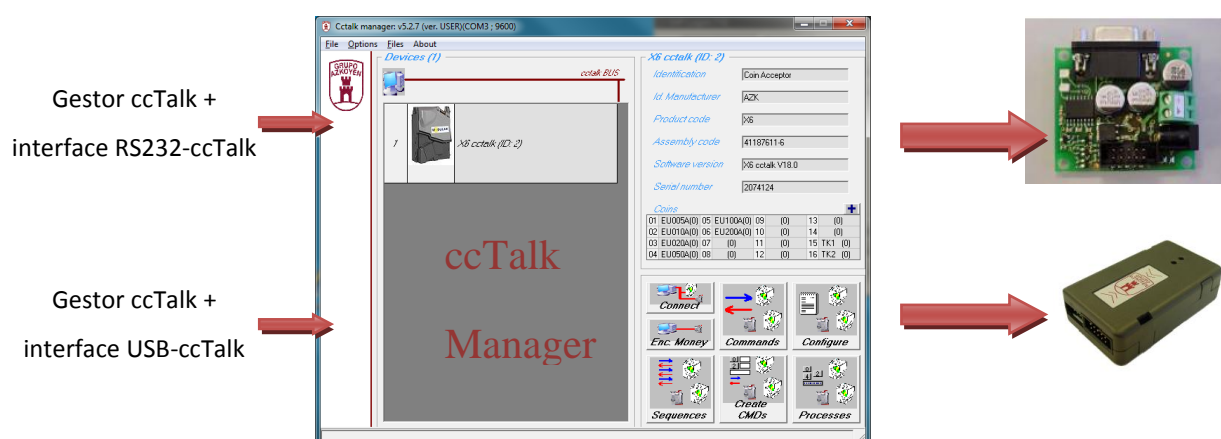 Gestor ccTalk +
interface RS232-ccTalk
Gestor ccTalk +
interface USB-ccTalk
Cctalk manager: v5.2.7 (ver. USER)(COM3 ; 9600)
File Options Files About
GRUPO
AZKOYEN
Devices (1)
cctalk BUS
1 X6 cctalk (ID: 2)
ccTalk
Manager
X6 cctalk (ID: 2)
Identification Coin Acceptor
Id. Manufacturer AZK
Product code X6
Assembly code 41187611-6
Software version X6 cctalk V18.0
Serial number 2074124
Coins +
01 EU005A(0) 05 EU100A(0) 09 (0) 13 (0)
02 EU010A(0) 06 EU200A(0) 10 (0) 14 (0)
03 EU020A(0) 07 (0) 11 (0) 15 TK1 (0)
04 EU050A(0) 08 (0) 12 (0) 16 TK2 (0)
Connect
Enc. Money
Commands
Configure
Sequences
Create
CMDs
Processes